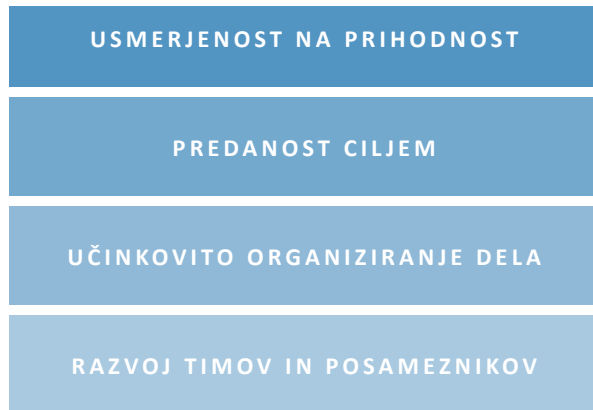 USMERJENOST NA PRIHODNOST
PREDANOST CILJEM
UČINKOVITO ORGANIZIRANJE DELA
RAZVOJ TIMOV IN POSAMEZNIKOV